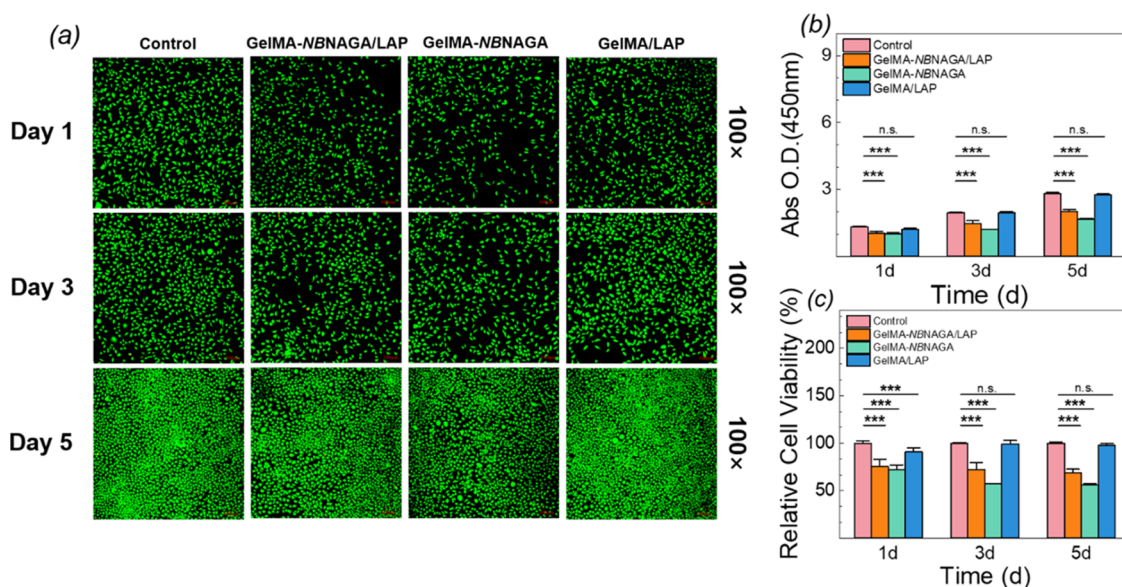 (a)
Control GelMA-NBNAGA/LAP GelMA-NBNAGA GelMA/LAP
Day 1 100×
Day 3 100×
Day 5 100×
(b)
Abs O.D.(450nm)
9
6
3
Control
GelMA-NBNAGA/LAP
GelMA-NBNAGA
GelMA/LAP
n.s. n.s. n.s.
*** *** ***
*** *** ***
1d 3d 5d
Time (d)
(c)
Relative Cell Viability (%)
200
150
100
50
Control
GelMA-NBNAGA/LAP
GelMA-NBNAGA
GelMA/LAP
*** n.s. n.s.
*** *** ***
*** *** ***
1d 3d 5d
Time (d)